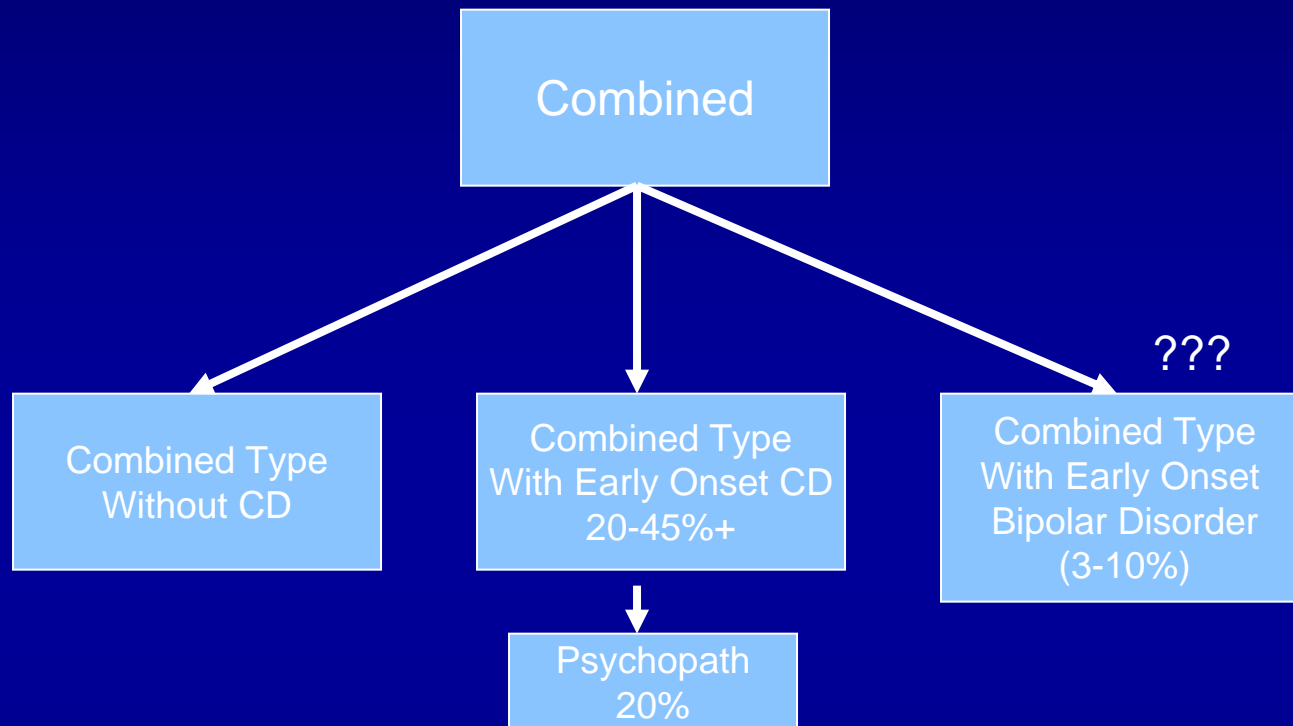 Combined
???
Combined Type
Without CD
Combined Type
With Early Onset CD
20-45%+
Combined Type
With Early Onset
Bipolar Disorder
(3-10%)
Psychopath
20%